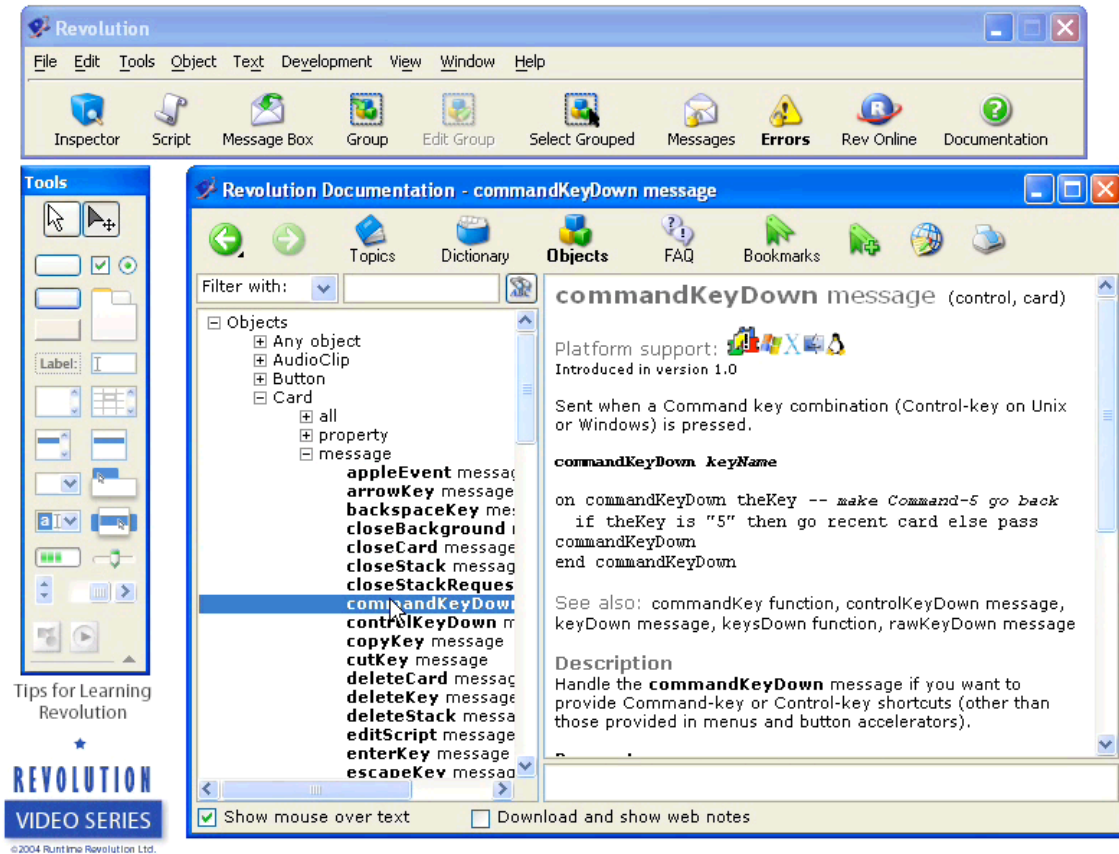 Revolution
File Edit Tools Object Text Development View Window Help
Inspector Script Message Box Group Edit Group Select Grouped Messages Errors Rev Online Documentation
Tools
Label:
Tips for Learning
Revolution
REVOLUTION
VIDEO SERIES
©2004 Runtime Revolution Ltd.
Revolution Documentation - commandKeyDown message
Topics Dictionary Objects FAQ Bookmarks
Filter with:
Objects
Any object
AudioClip
Button
Card
all
property
message
appleEvent messag
arrowKey message
backspaceKey me
closeBackground
closeCard message
closeStack messag
closeStackReques
commandKeyDow
controlKeyDown m
copyKey message
cutKey message
deleteCard messag
deleteKey message
deleteStack messa
editScript message
enterKey message
escapeKey messag
commandKeyDown message (control, card)
Platform support:
Introduced in version 1.0
Sent when a Command key combination (Control-key on Unix
or Windows) is pressed.
commandKeyDown keyName
on commandKeyDown theKey -- make Command-5 go back
if theKey is "5" then go recent card else pass
commandKeyDown
end commandKeyDown
See also: commandKey function, controlKeyDown message,
keyDown message, keysDown function, rawKeyDown message
Description
Handle the commandKeyDown message if you want to
provide Command-key or Control-key shortcuts (other than
those provided in menus and button accelerators).
Show mouse over text Download and show web notes